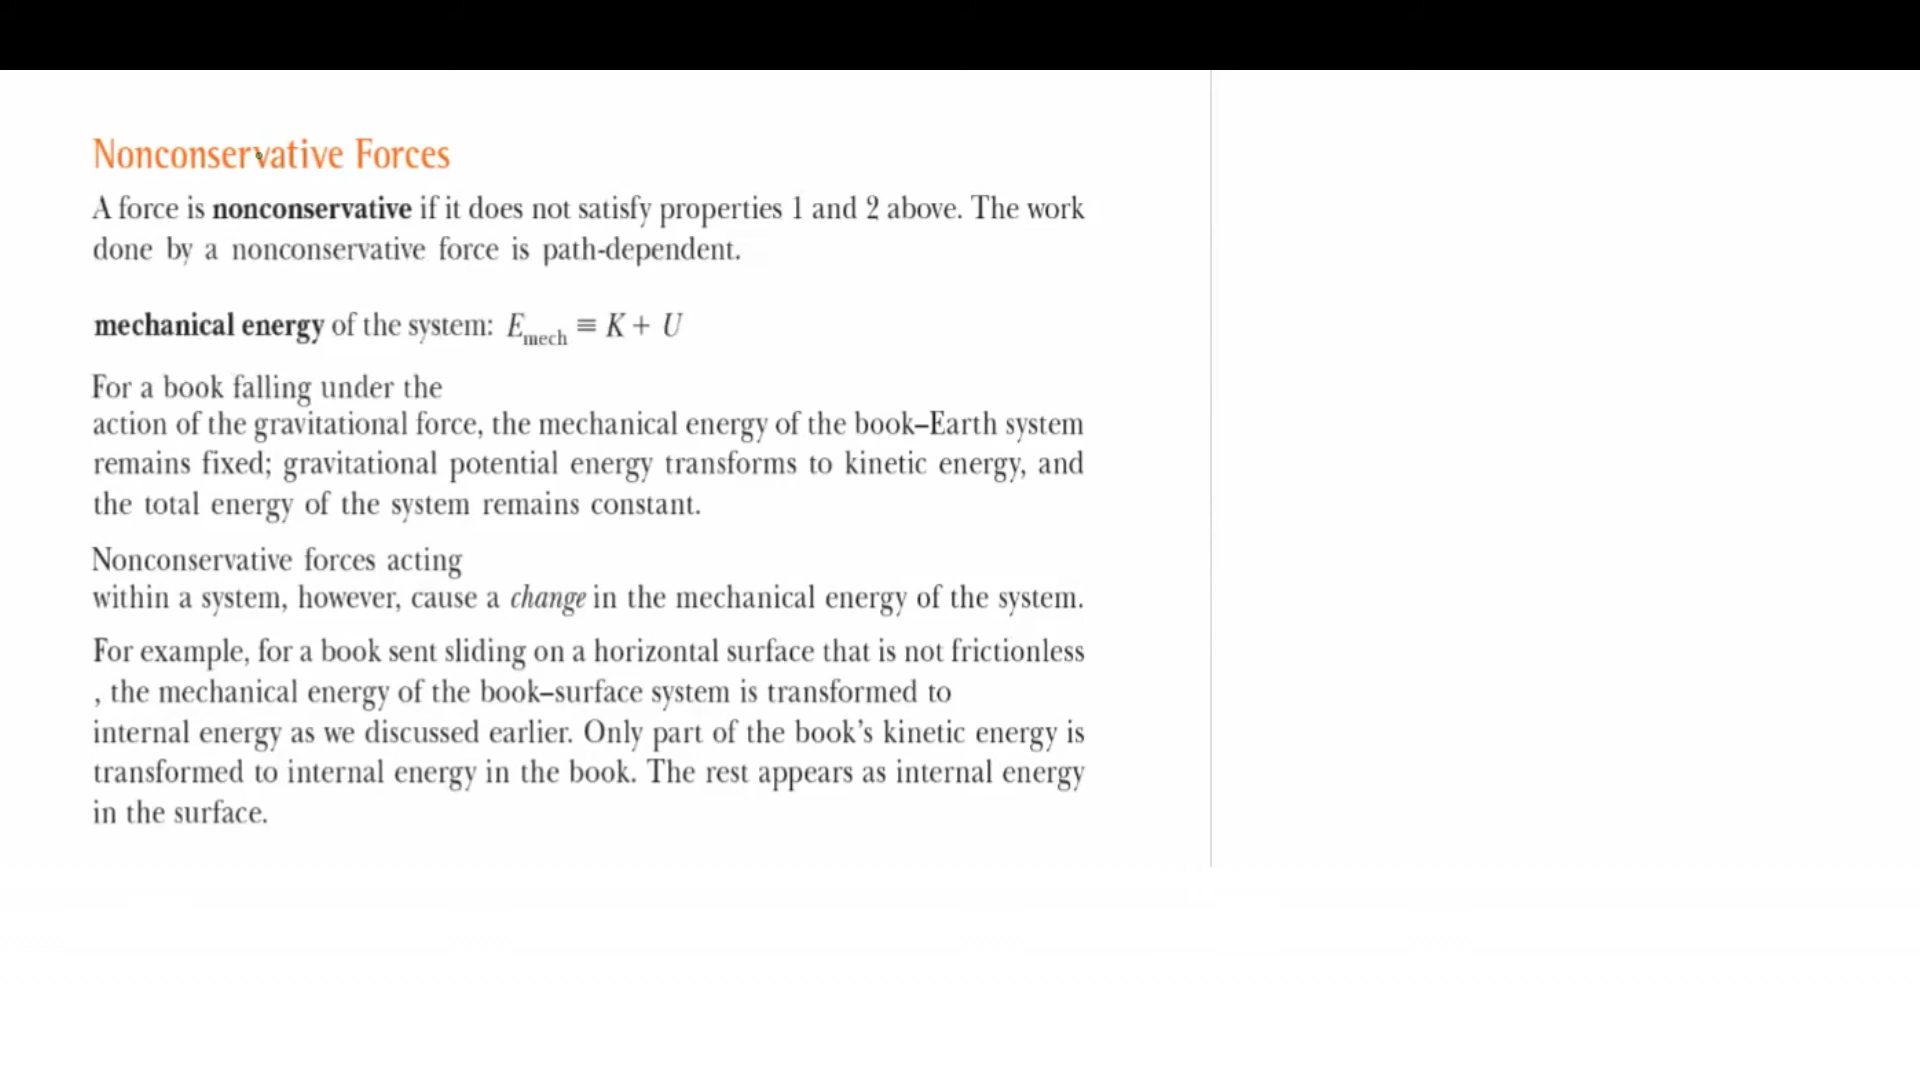 Nonconservative Forces
A force is nonconservative if it does not satisfy properties 1 and 2 above. The work
done by a nonconservative force is path-dependent.
mechanical energy of the system: E_mech ≡ K + U
For a book falling under the
action of the gravitational force, the mechanical energy of the book–Earth system
remains fixed; gravitational potential energy transforms to kinetic energy, and
the total energy of the system remains constant.
Nonconservative forces acting
within a system, however, cause a change in the mechanical energy of the system.
For example, for a book sent sliding on a horizontal surface that is not frictionless
, the mechanical energy of the book–surface system is transformed to
internal energy as we discussed earlier. Only part of the book’s kinetic energy is
transformed to internal energy in the book. The rest appears as internal energy
in the surface.